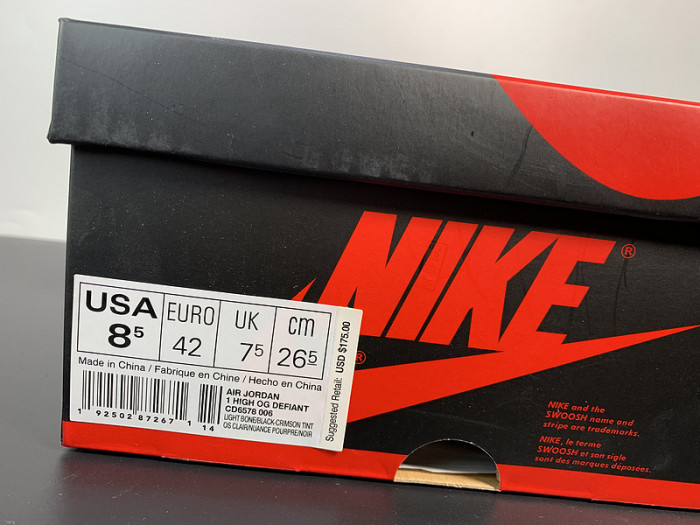 NIKE®
®
USA EURO UK cm
8⁵ 42 7⁵ 26⁵
Made in China / Fabrique en Chine / Hecho en China
1 92502 87267 1 14
AIR JORDAN
1 HIGH OG DEFIANT
CD6578 006
LIGHT BONE/BLACK-CRIMSON TINT
OS CLAIR/NUANCE POURPRE/NOIR
Suggested Retail: USD $175.00
NIKE and the
SWOOSH name and
stripe are trademarks.
NIKE, le terme
SWOOSH et son sigle
sont des marques déposées.